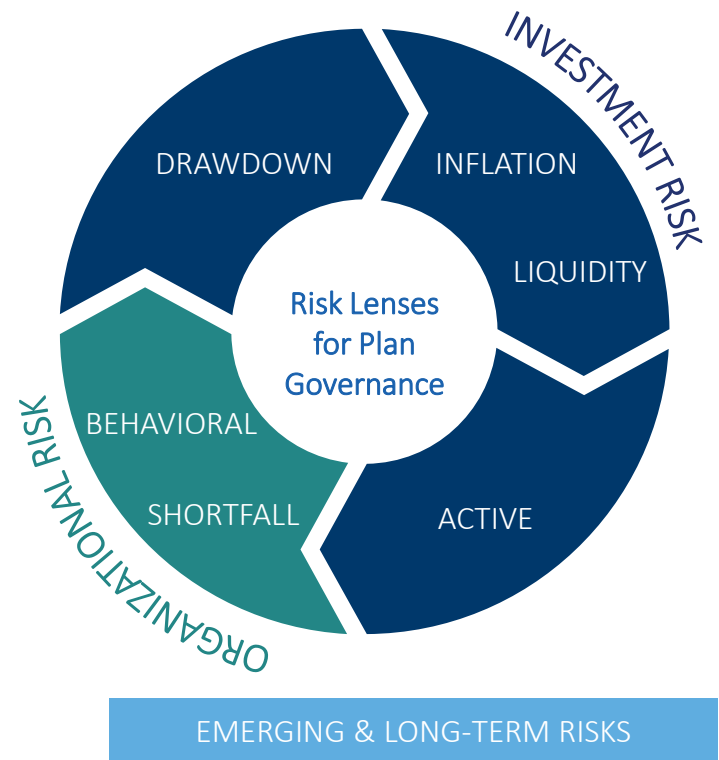 INVESTMENT RISK
DRAWDOWN
INFLATION
LIQUIDITY
Risk Lenses
for Plan
Governance
BEHAVIORAL
SHORTFALL
ACTIVE
ORGANIZATIONAL RISK
EMERGING & LONG-TERM RISKS